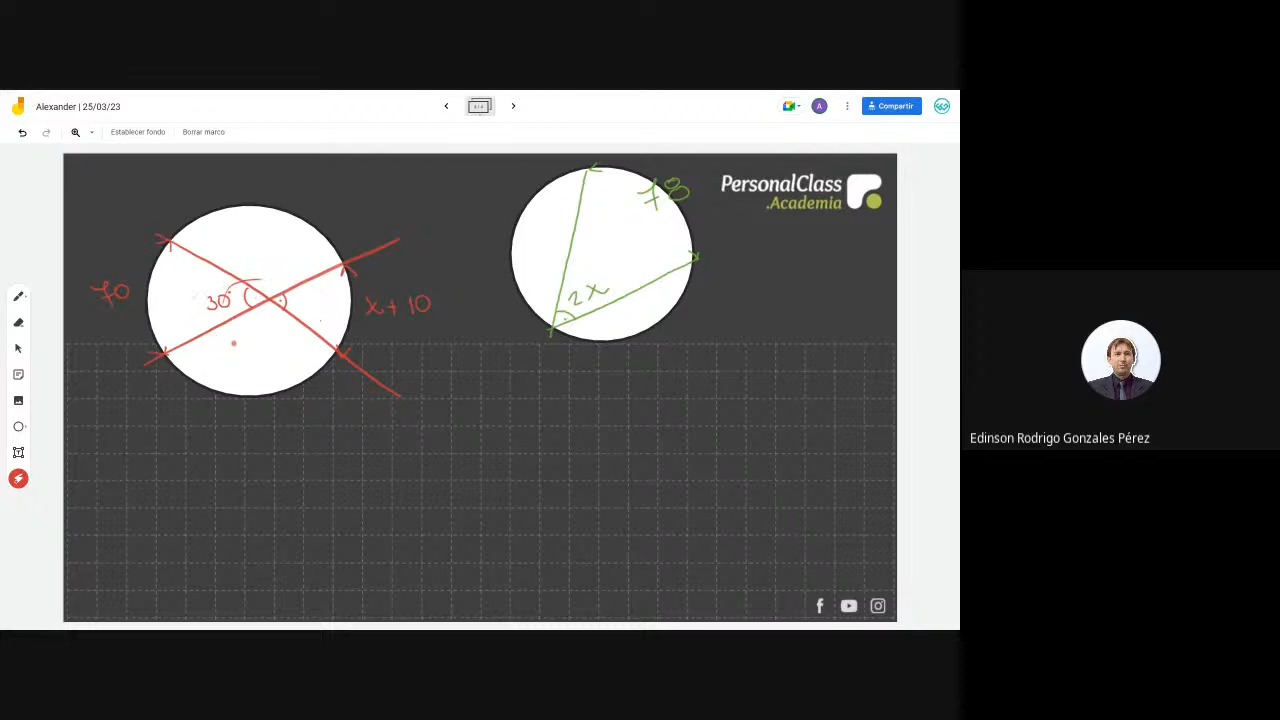 Alexander | 25/03/23
Compartir
A
Establecer fondo
Borrar marco
PersonalClass
.Academia
78
70
30°
x + 10
2x
Edinson Rodrigo Gonzales Pérez